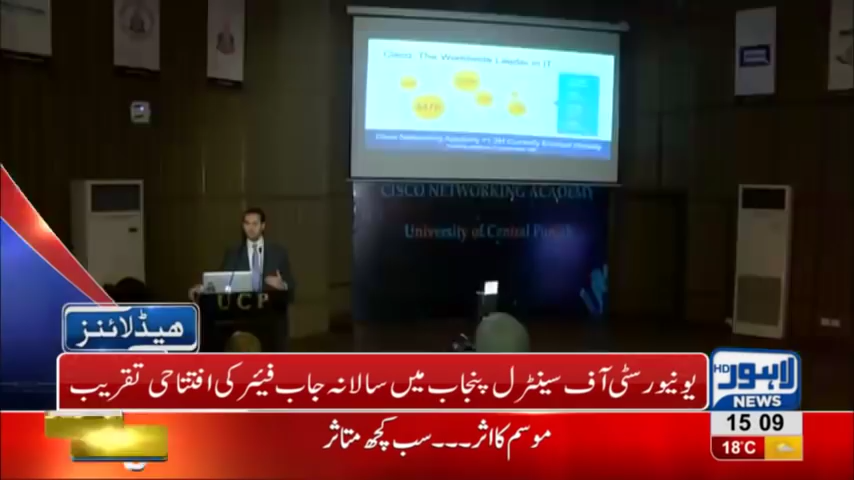 Cisco: The Worldwide Leader in IT
CISCO NETWORKING ACADEMY
University of Central Punjab
UCP
ھیڈلائنز
یونیورسٹی آف سینٹرل پنجاب میں سالانہ جاب فیئر کی افتتاحی تقریب
HD لاہور
NEWS
موسم کا اثر۔۔۔سب کچھ متاثر
15 09
18°C